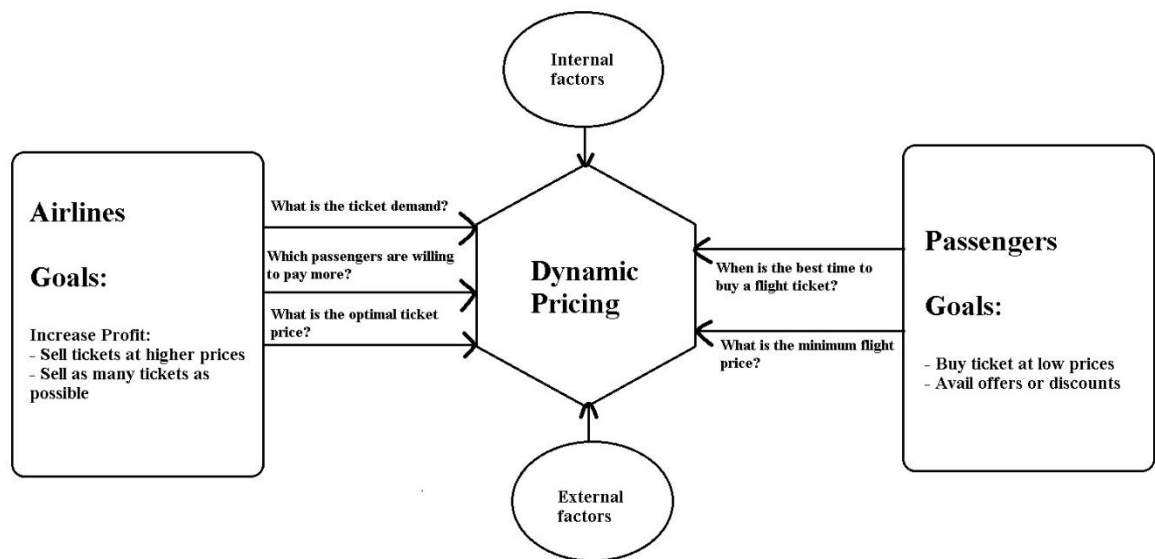 Internal
factors
Airlines
Goals:
Increase Profit:
- Sell tickets at higher prices
- Sell as many tickets as
possible
What is the ticket demand?
Which passengers are willing
to pay more?
What is the optimal ticket
price?
Dynamic
Pricing
When is the best time to
buy a flight ticket?
What is the minimum flight
price?
Passengers
Goals:
- Buy ticket at low prices
- Avail offers or discounts
External
factors